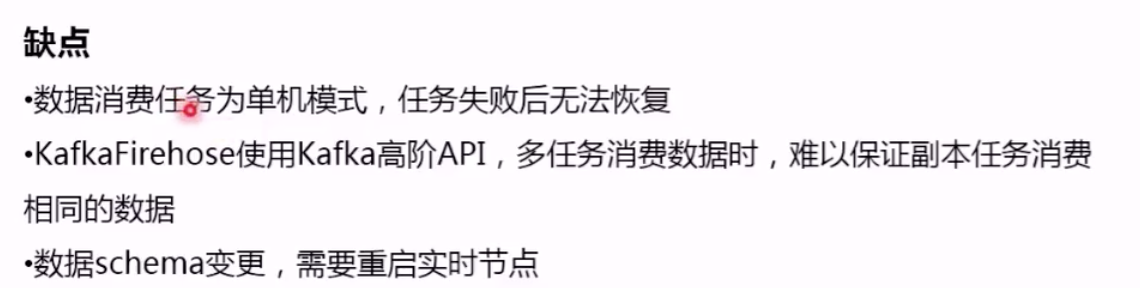 缺点
•数据消费任务为单机模式，任务失败后无法恢复
•KafkaFirehose使用Kafka高阶API，多任务消费数据时，难以保证副本任务消费
相同的数据
•数据schema变更，需要重启实时节点